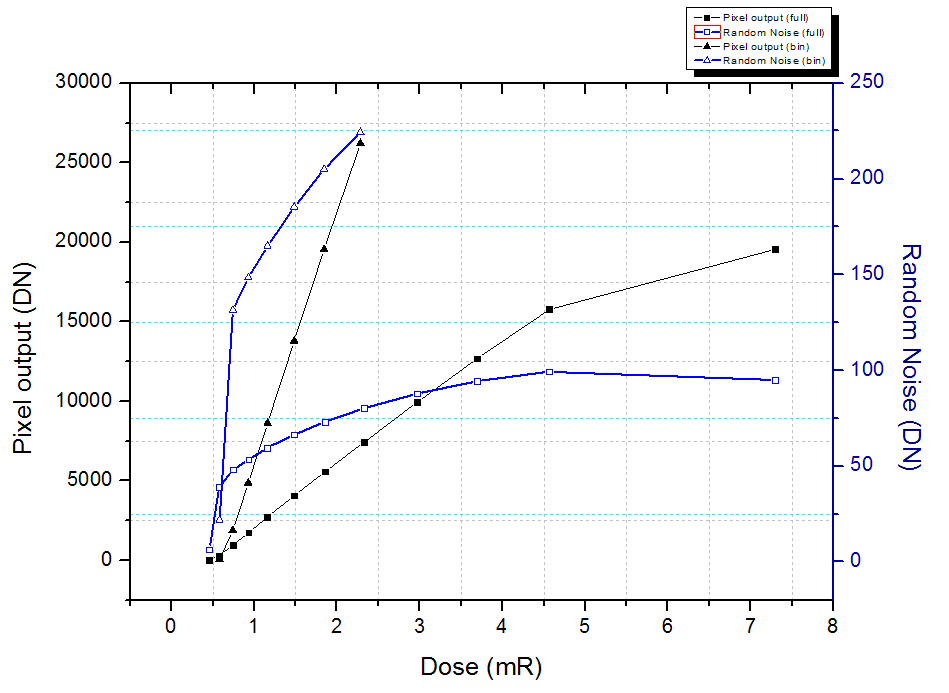 Pixel output (full)
Random Noise (full)
Pixel output (bin)
Random Noise (bin)
30000
25000
20000
15000
10000
5000
0
Pixel output (DN)
250
200
150
100
50
0
Random Noise (DN)
0 1 2 3 4 5 6 7 8
Dose (mR)